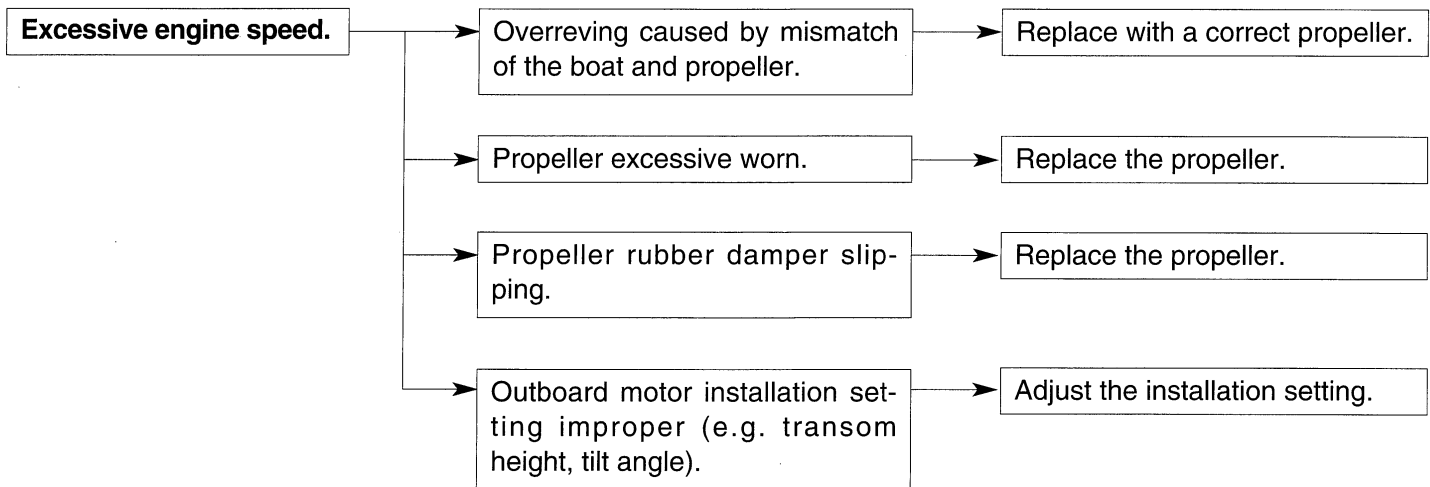 Excessive engine speed.
Overreving caused by mismatch
of the boat and propeller.
Replace with a correct propeller.
Propeller excessive worn.
Replace the propeller.
Propeller rubber damper slip-
ping.
Replace the propeller.
Outboard motor installation set-
ting improper (e.g. transom
height, tilt angle).
Adjust the installation setting.